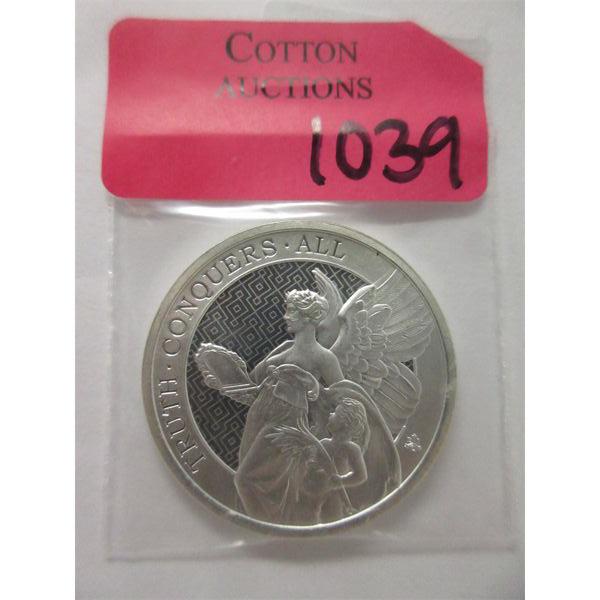 COTTON
AUCTIONS
1039
TRUTH · CONQUERS · ALL